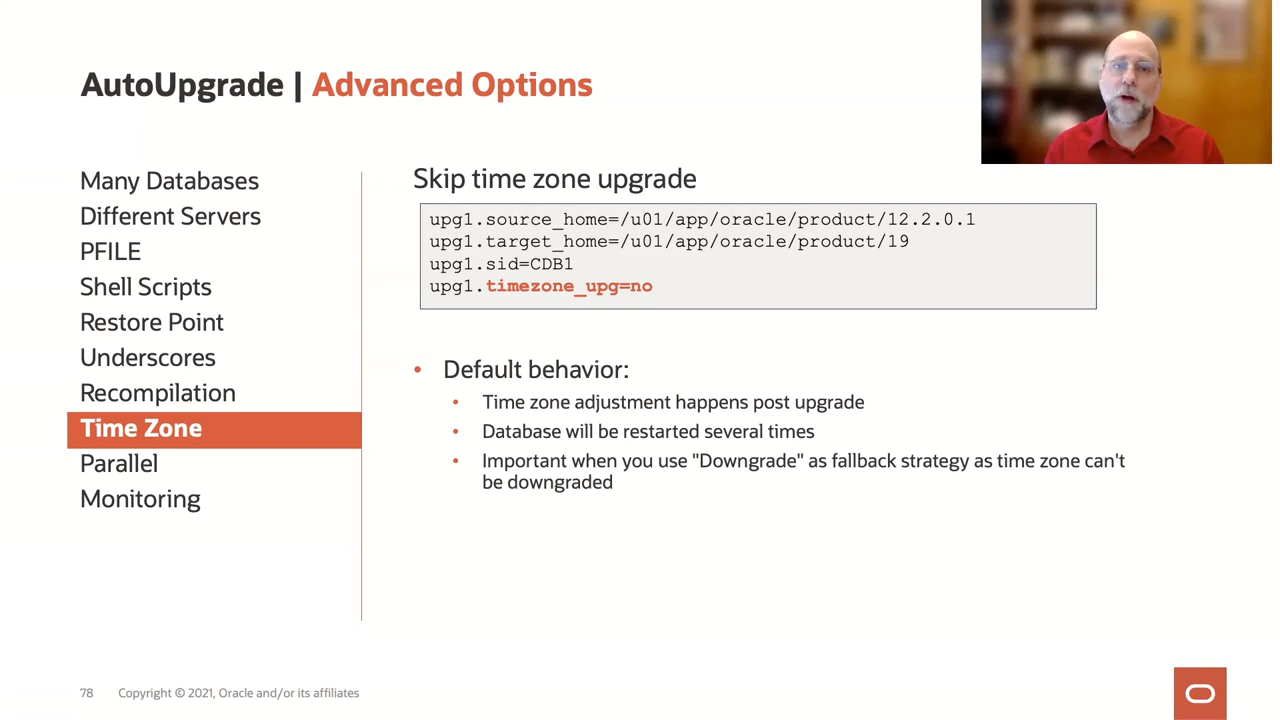 AutoUpgrade | Advanced Options
Many Databases
Different Servers
PFILE
Shell Scripts
Restore Point
Underscores
Recompilation
Time Zone
Parallel
Monitoring
Skip time zone upgrade
upg1.source_home=/u01/app/oracle/product/12.2.0.1
upg1.target_home=/u01/app/oracle/product/19
upg1.sid=CDB1
upg1.timezone_upg=no
• Default behavior:
• Time zone adjustment happens post upgrade
• Database will be restarted several times
• Important when you use "Downgrade" as fallback strategy as time zone can't
be downgraded
78 Copyright © 2021, Oracle and/or its affiliates